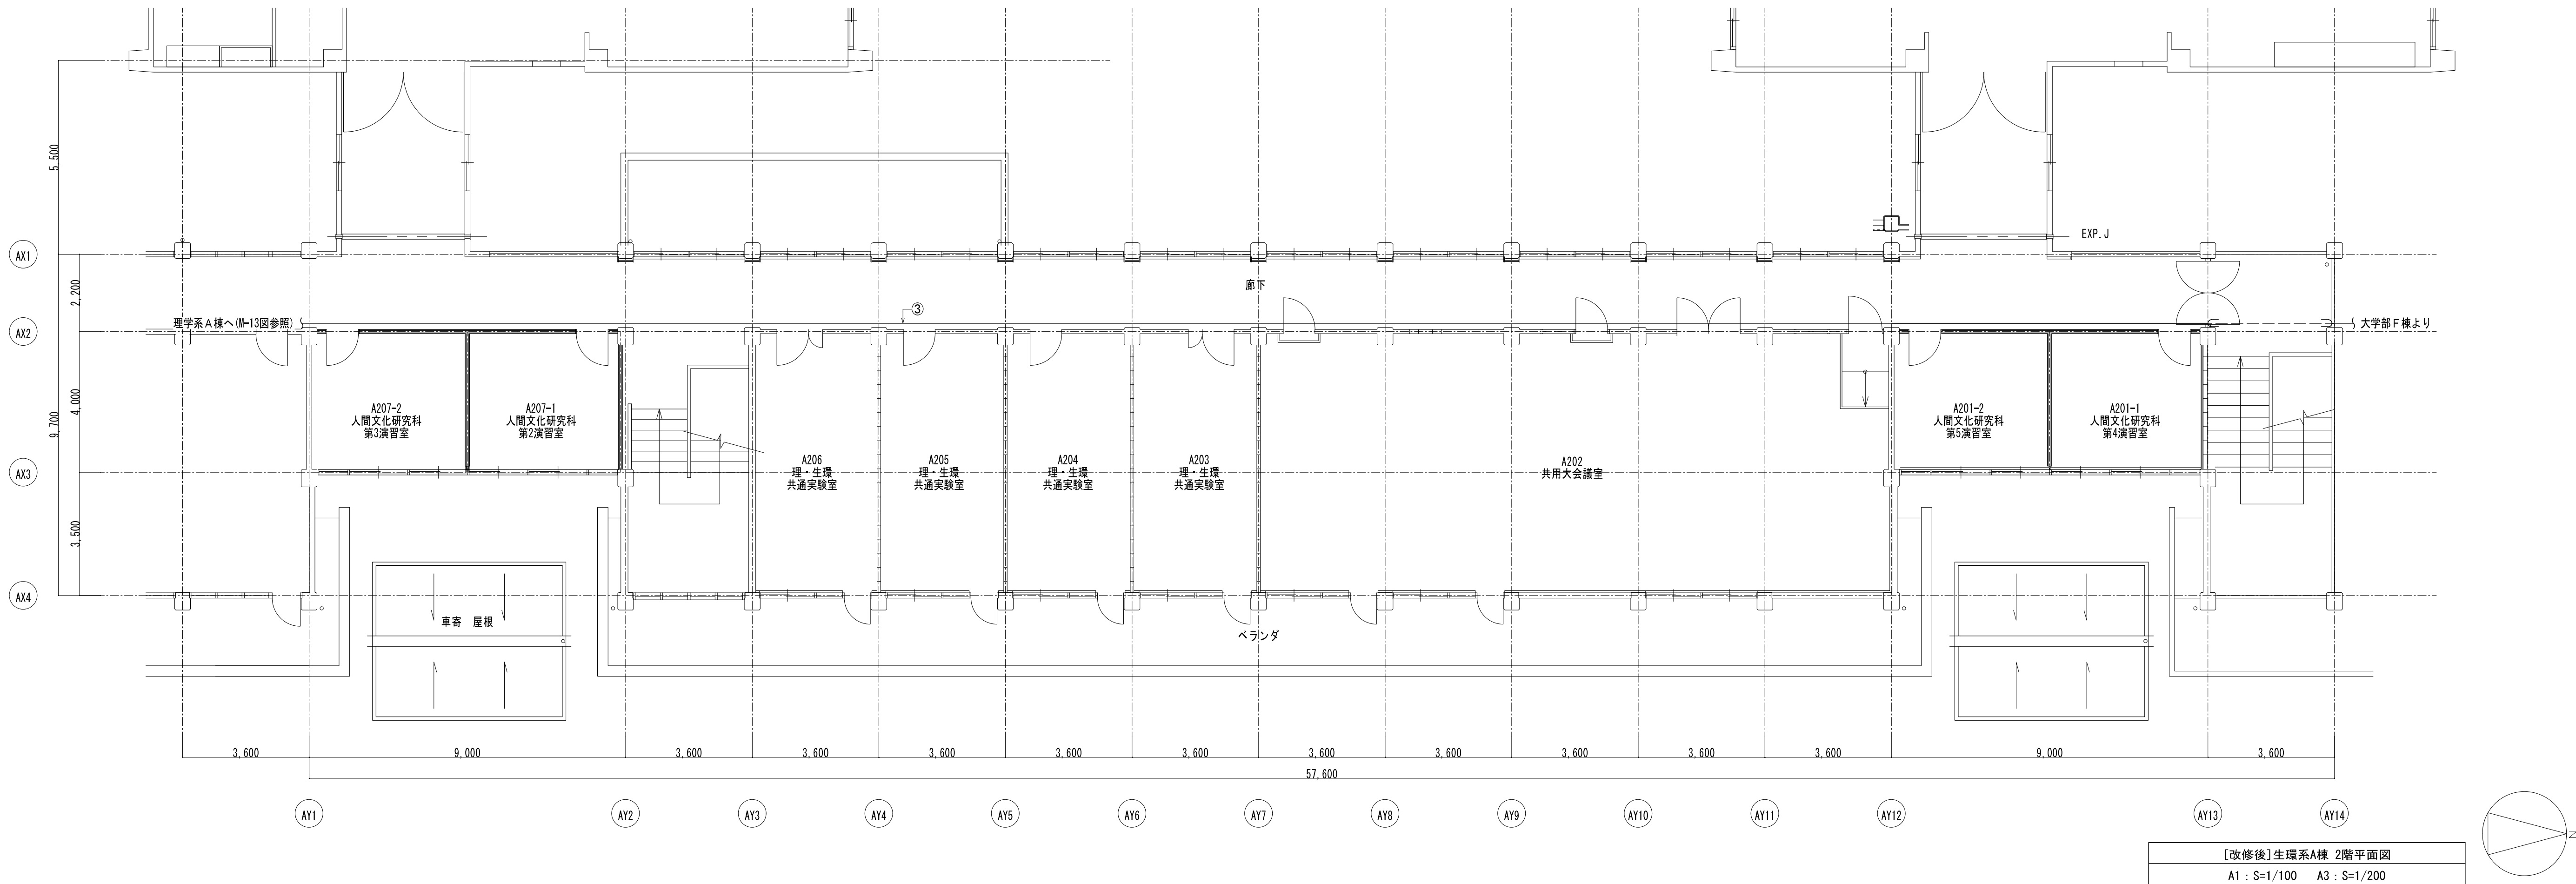 5,500
AX1
EXP.J
2,200
廊下
③
理学系A棟へ(M-13図参照)
大学部F棟より
AX2
9,700
4,000
A207-2
人間文化研究科
第3演習室
A207-1
人間文化研究科
第2演習室
A201-2
人間文化研究科
第5演習室
A201-1
人間文化研究科
第4演習室
AX3
A206
理・生環
共通実験室
A205
理・生環
共通実験室
A204
理・生環
共通実験室
A203
理・生環
共通実験室
A202
共用大会議室
3,500
AX4
車寄 屋根
ベランダ
3,600
9,000
3,600
3,600
3,600
3,600
3,600
3,600
3,600
3,600
3,600
3,600
9,000
3,600
57,600
AY1
AY2
AY3
AY4
AY5
AY6
AY7
AY8
AY9
AY10
AY11
AY12
AY13
AY14
N
[改修後]生環系A棟 2階平面図
A1 : S=1/100 A3 : S=1/200